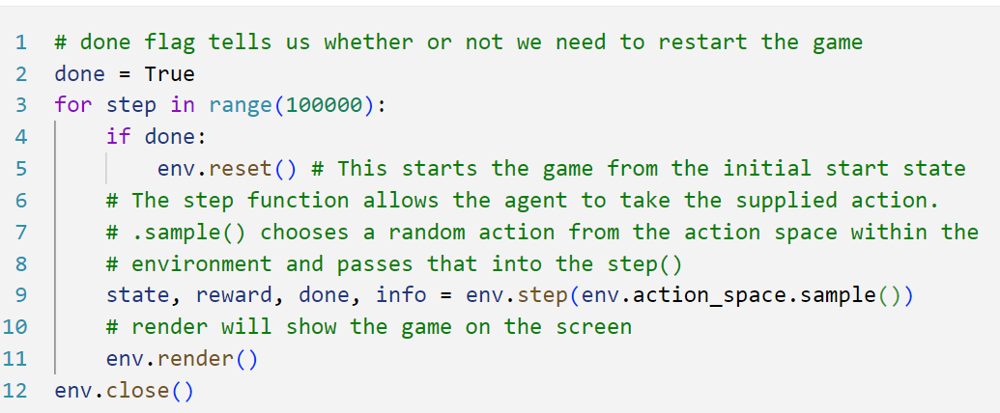 1 # done flag tells us whether or not we need to restart the game
2 done = True
3 for step in range(100000):
4     if done:
5         env.reset() # This starts the game from the initial start state
6     # The step function allows the agent to take the supplied action.
7     # .sample() chooses a random action from the action space within the
8     # environment and passes that into the step()
9     state, reward, done, info = env.step(env.action_space.sample())
10     # render will show the game on the screen
11     env.render()
12 env.close()